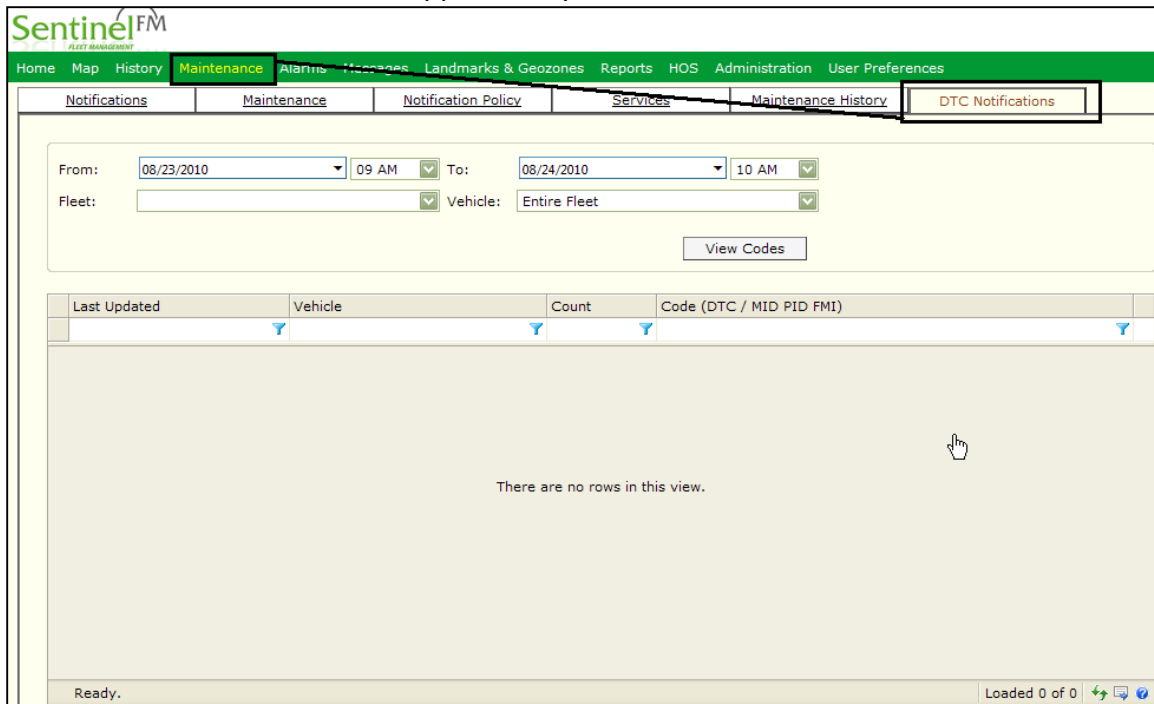 SentinelFM
FLEET MANAGEMENT
Home Map History Maintenance Alarms Messages Landmarks & Geozones Reports HOS Administration User Preferences
Notifications Maintenance Notification Policy Services Maintenance History DTC Notifications
From: 08/23/2010 09 AM To: 08/24/2010 10 AM
Fleet: Vehicle: Entire Fleet
View Codes
Last Updated Vehicle Count Code (DTC / MID PID FMI)
There are no rows in this view.
Ready. Loaded 0 of 0